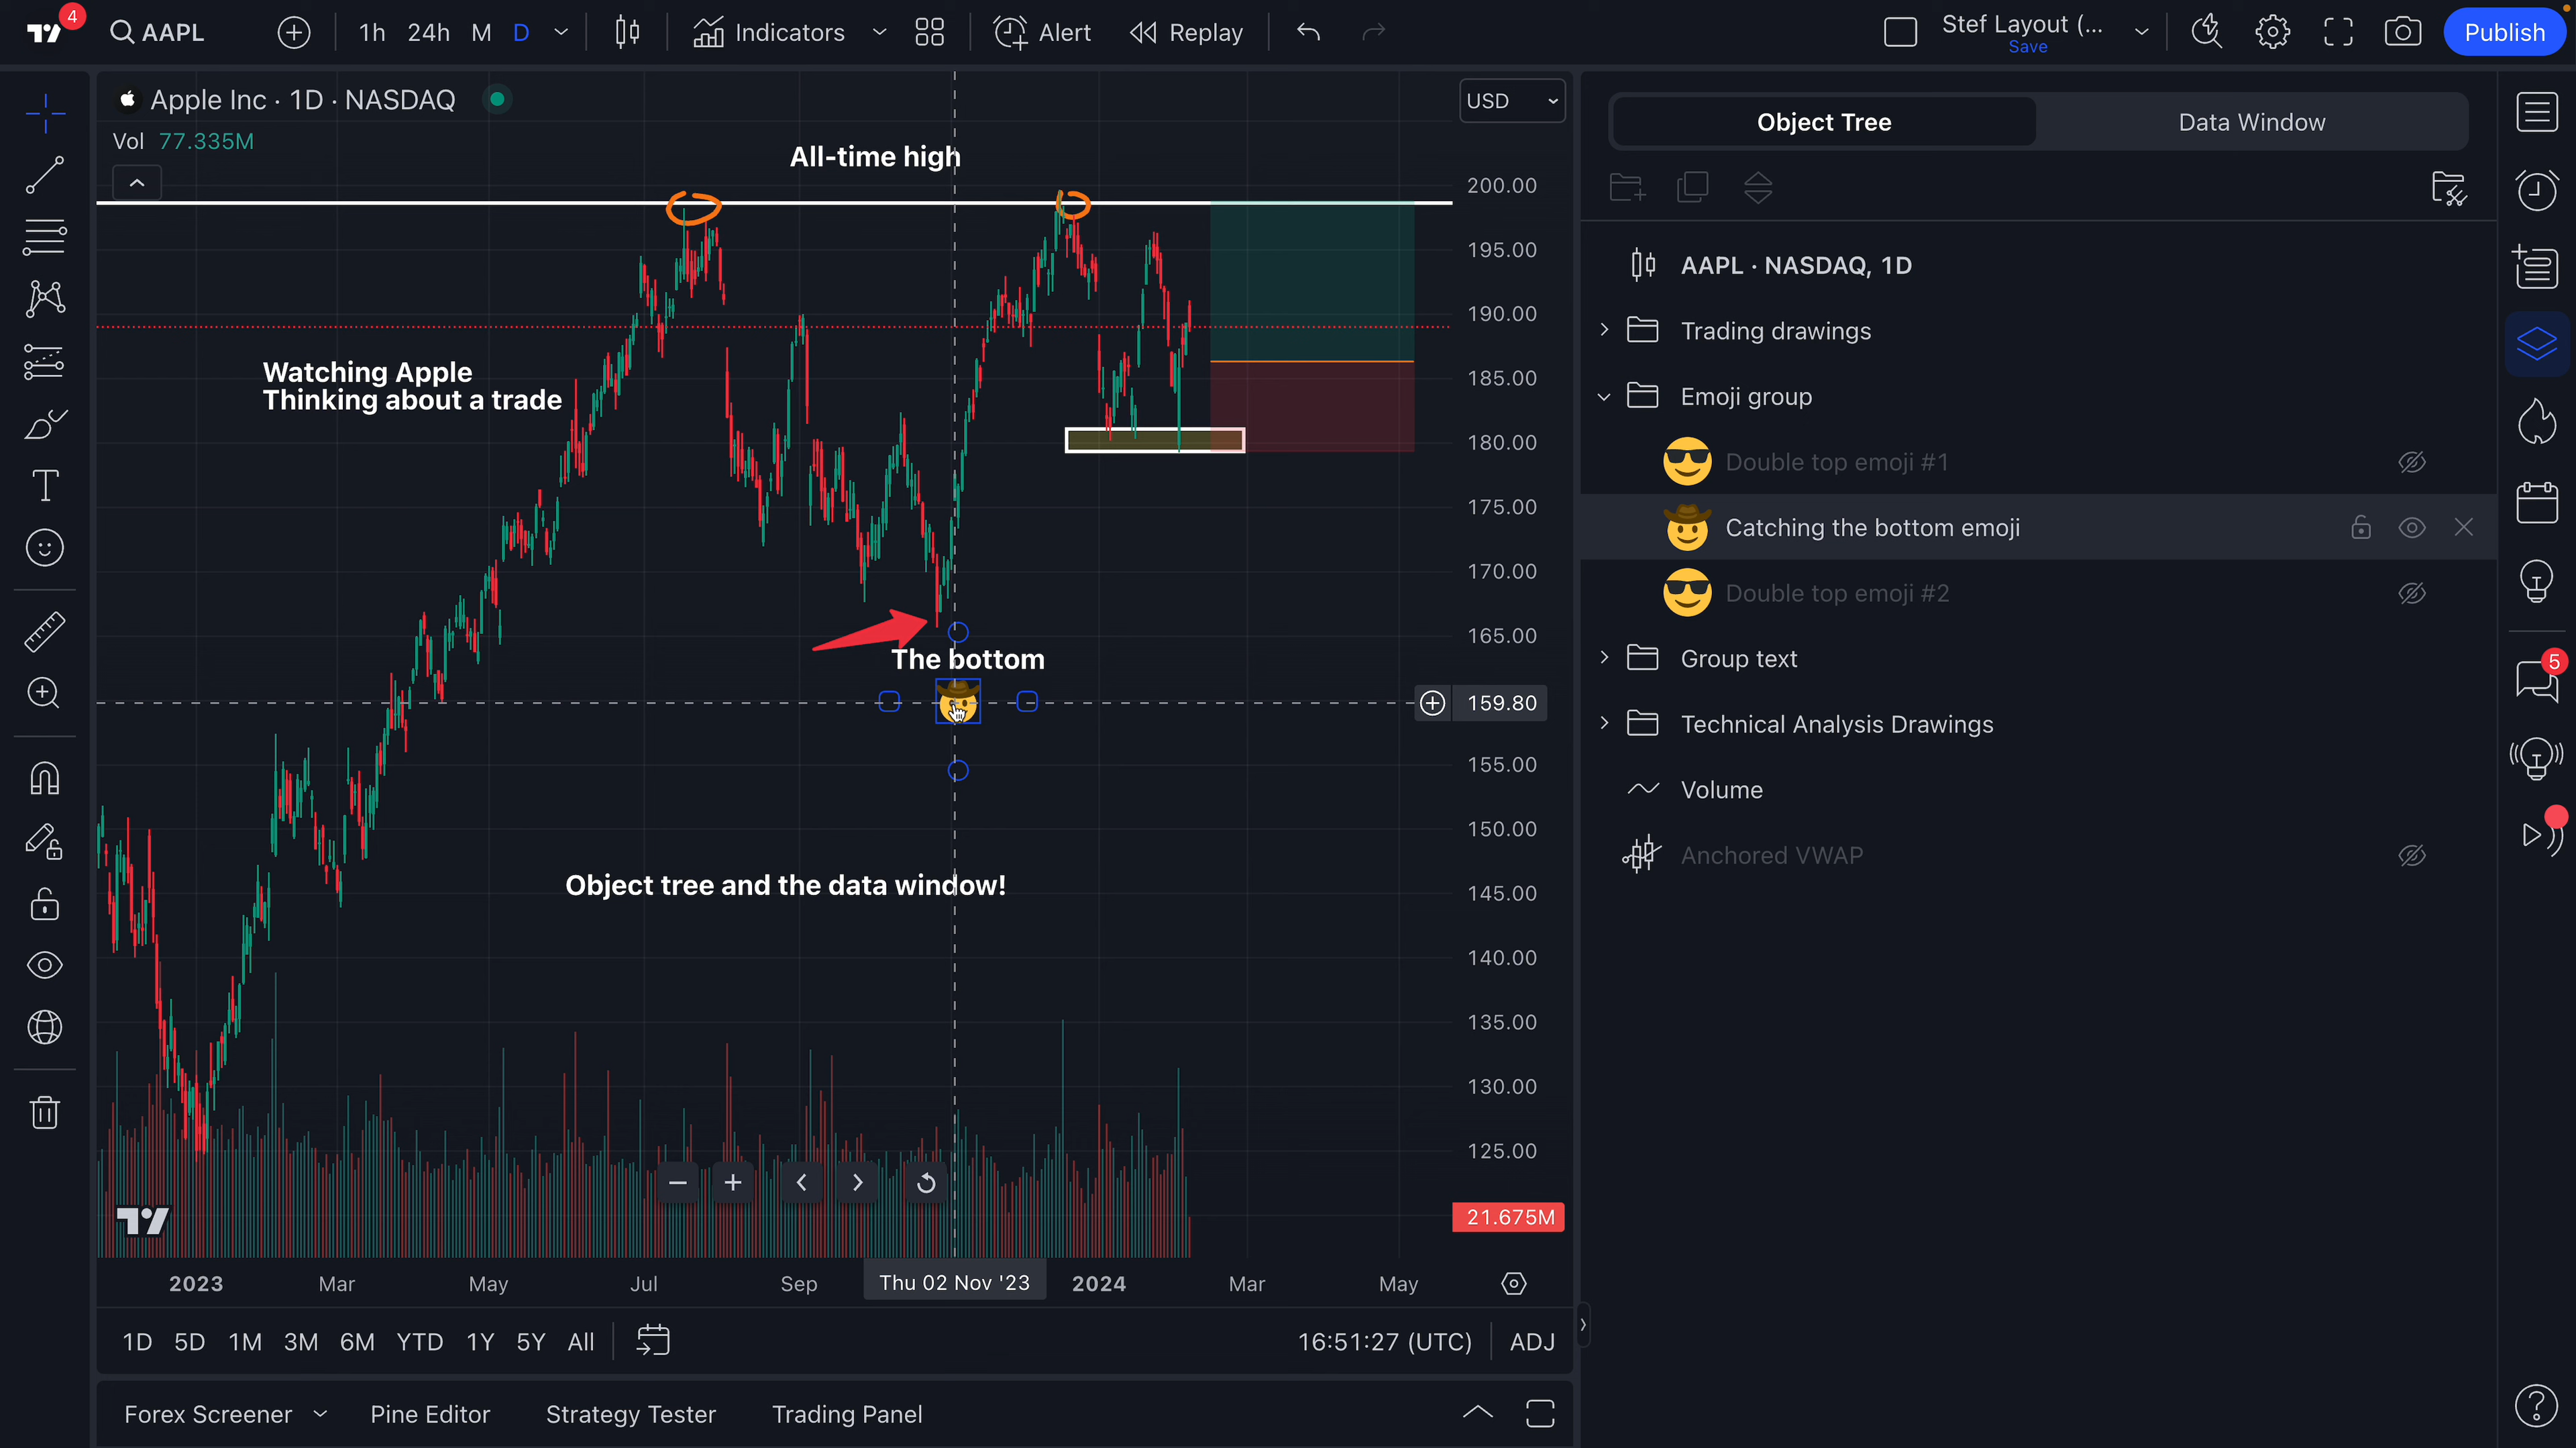 4
AAPL
1h 24h M D
Indicators
Alert
Replay
Stef Layout (...
Save
Publish
Apple Inc · 1D · NASDAQ
Vol 77.335M
USD
All-time high
Watching Apple
Thinking about a trade
The bottom
Object tree and the data window!
200.00
195.00
190.00
185.00
180.00
175.00
170.00
165.00
159.80
155.00
150.00
145.00
140.00
135.00
130.00
125.00
21.675M
2023 Mar May Jul Sep Thu 02 Nov '23 2024 Mar May
1D 5D 1M 3M 6M YTD 1Y 5Y All
16:51:27 (UTC) ADJ
Forex Screener Pine Editor Strategy Tester Trading Panel
Object Tree Data Window
AAPL · NASDAQ, 1D
Trading drawings
Emoji group
Double top emoji #1
Catching the bottom emoji
Double top emoji #2
Group text
Technical Analysis Drawings
Volume
Anchored VWAP
5